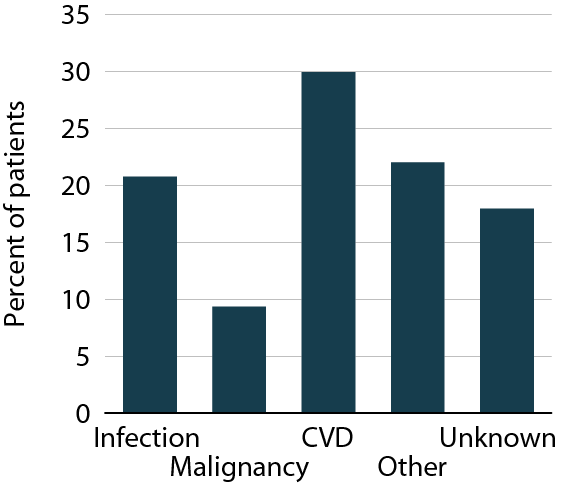 Percent of patients
35
30
25
20
15
10
5
0
Infection
Malignancy
CVD
Other
Unknown